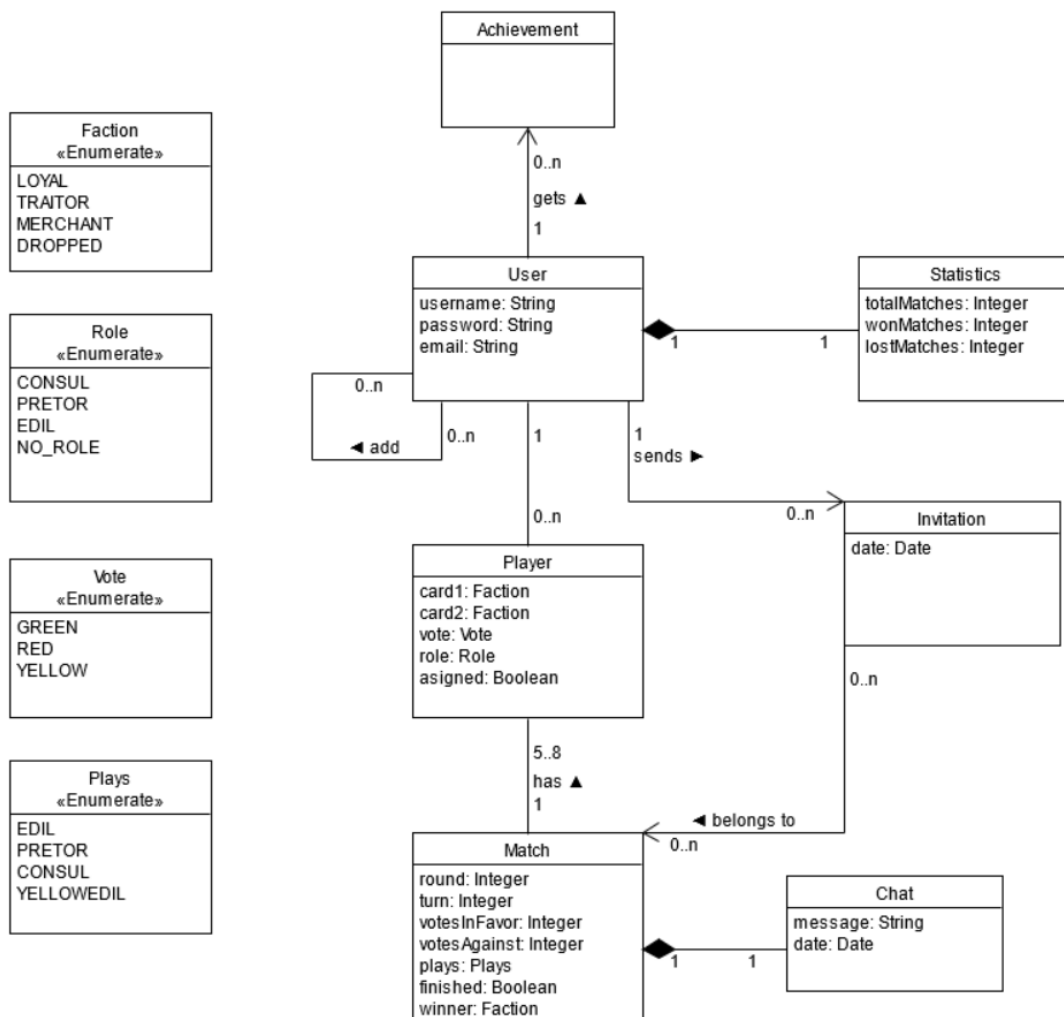 Achievement
0..n
gets ▲
1
Faction
«Enumerate»
LOYAL
TRAITOR
MERCHANT
DROPPED
User
username: String
password: String
email: String
1
1
Statistics
totalMatches: Integer
wonMatches: Integer
lostMatches: Integer
Role
«Enumerate»
CONSUL
PRETOR
EDIL
NO_ROLE
0..n
0..n
◄ add
1
0..n
1
sends ►
0..n
Invitation
date: Date
Vote
«Enumerate»
GREEN
RED
YELLOW
Player
card1: Faction
card2: Faction
vote: Vote
role: Role
asigned: Boolean
0..n
◄ belongs to
0..n
5..8
has ▲
1
Plays
«Enumerate»
EDIL
PRETOR
CONSUL
YELLOWEDIL
Match
round: Integer
turn: Integer
votesInFavor: Integer
votesAgainst: Integer
plays: Plays
finished: Boolean
winner: Faction
1
1
Chat
message: String
date: Date